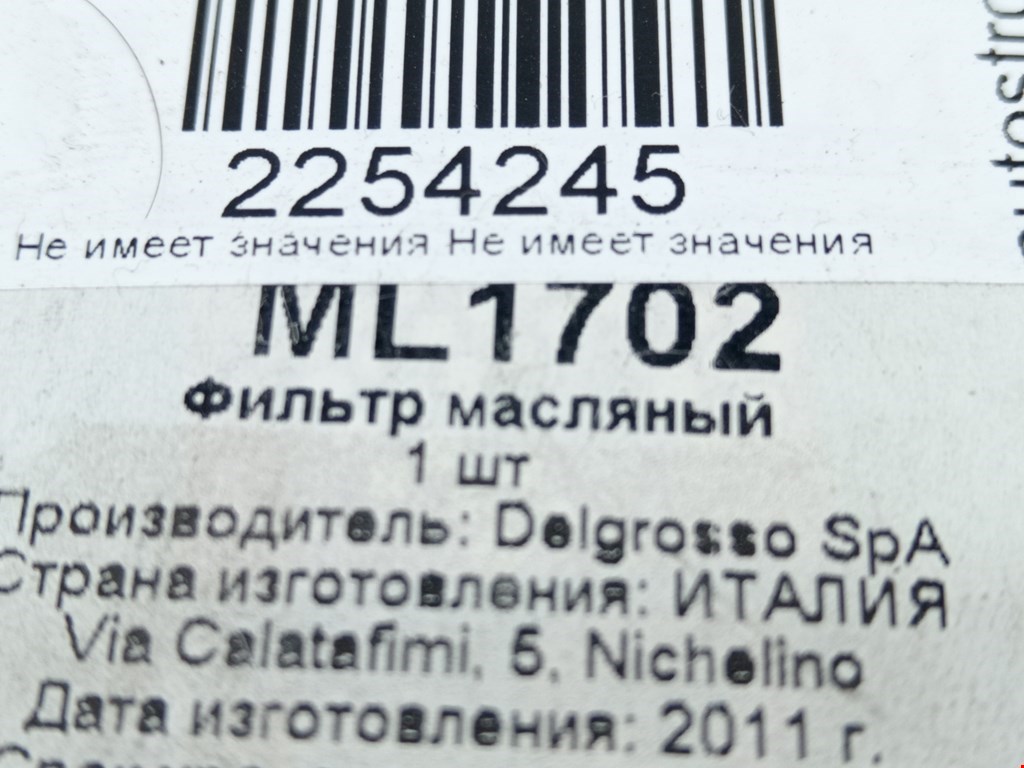 2254245
Не имеет значения Не имеет значения
ML1702
Фильтр масляный
1 шт
Производитель: Delgrosso SpA
Страна изготовления: ИТАЛИЯ
Via Calatafimi, 5, Nichelino
Дата изготовления: 2011 г.